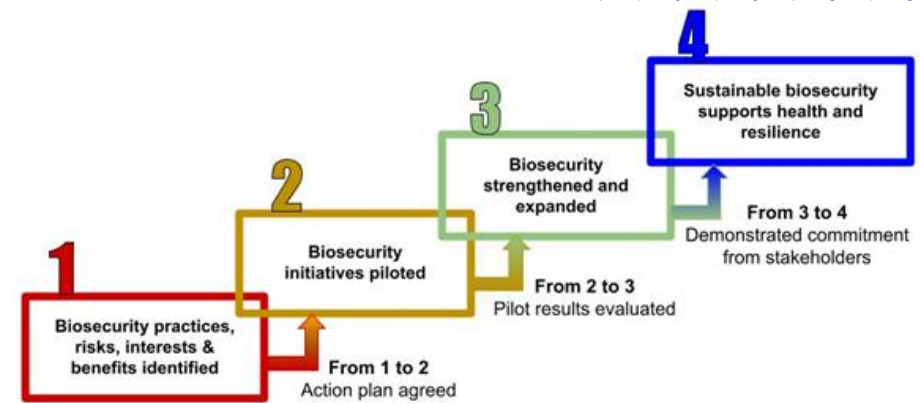 1
Biosecurity practices,
risks, interests &
benefits identified
From 1 to 2
Action plan agreed
2
Biosecurity
initiatives piloted
From 2 to 3
Pilot results evaluated
3
Biosecurity
strengthened and
expanded
From 3 to 4
Demonstrated commitment
from stakeholders
4
Sustainable biosecurity
supports health and
resilience